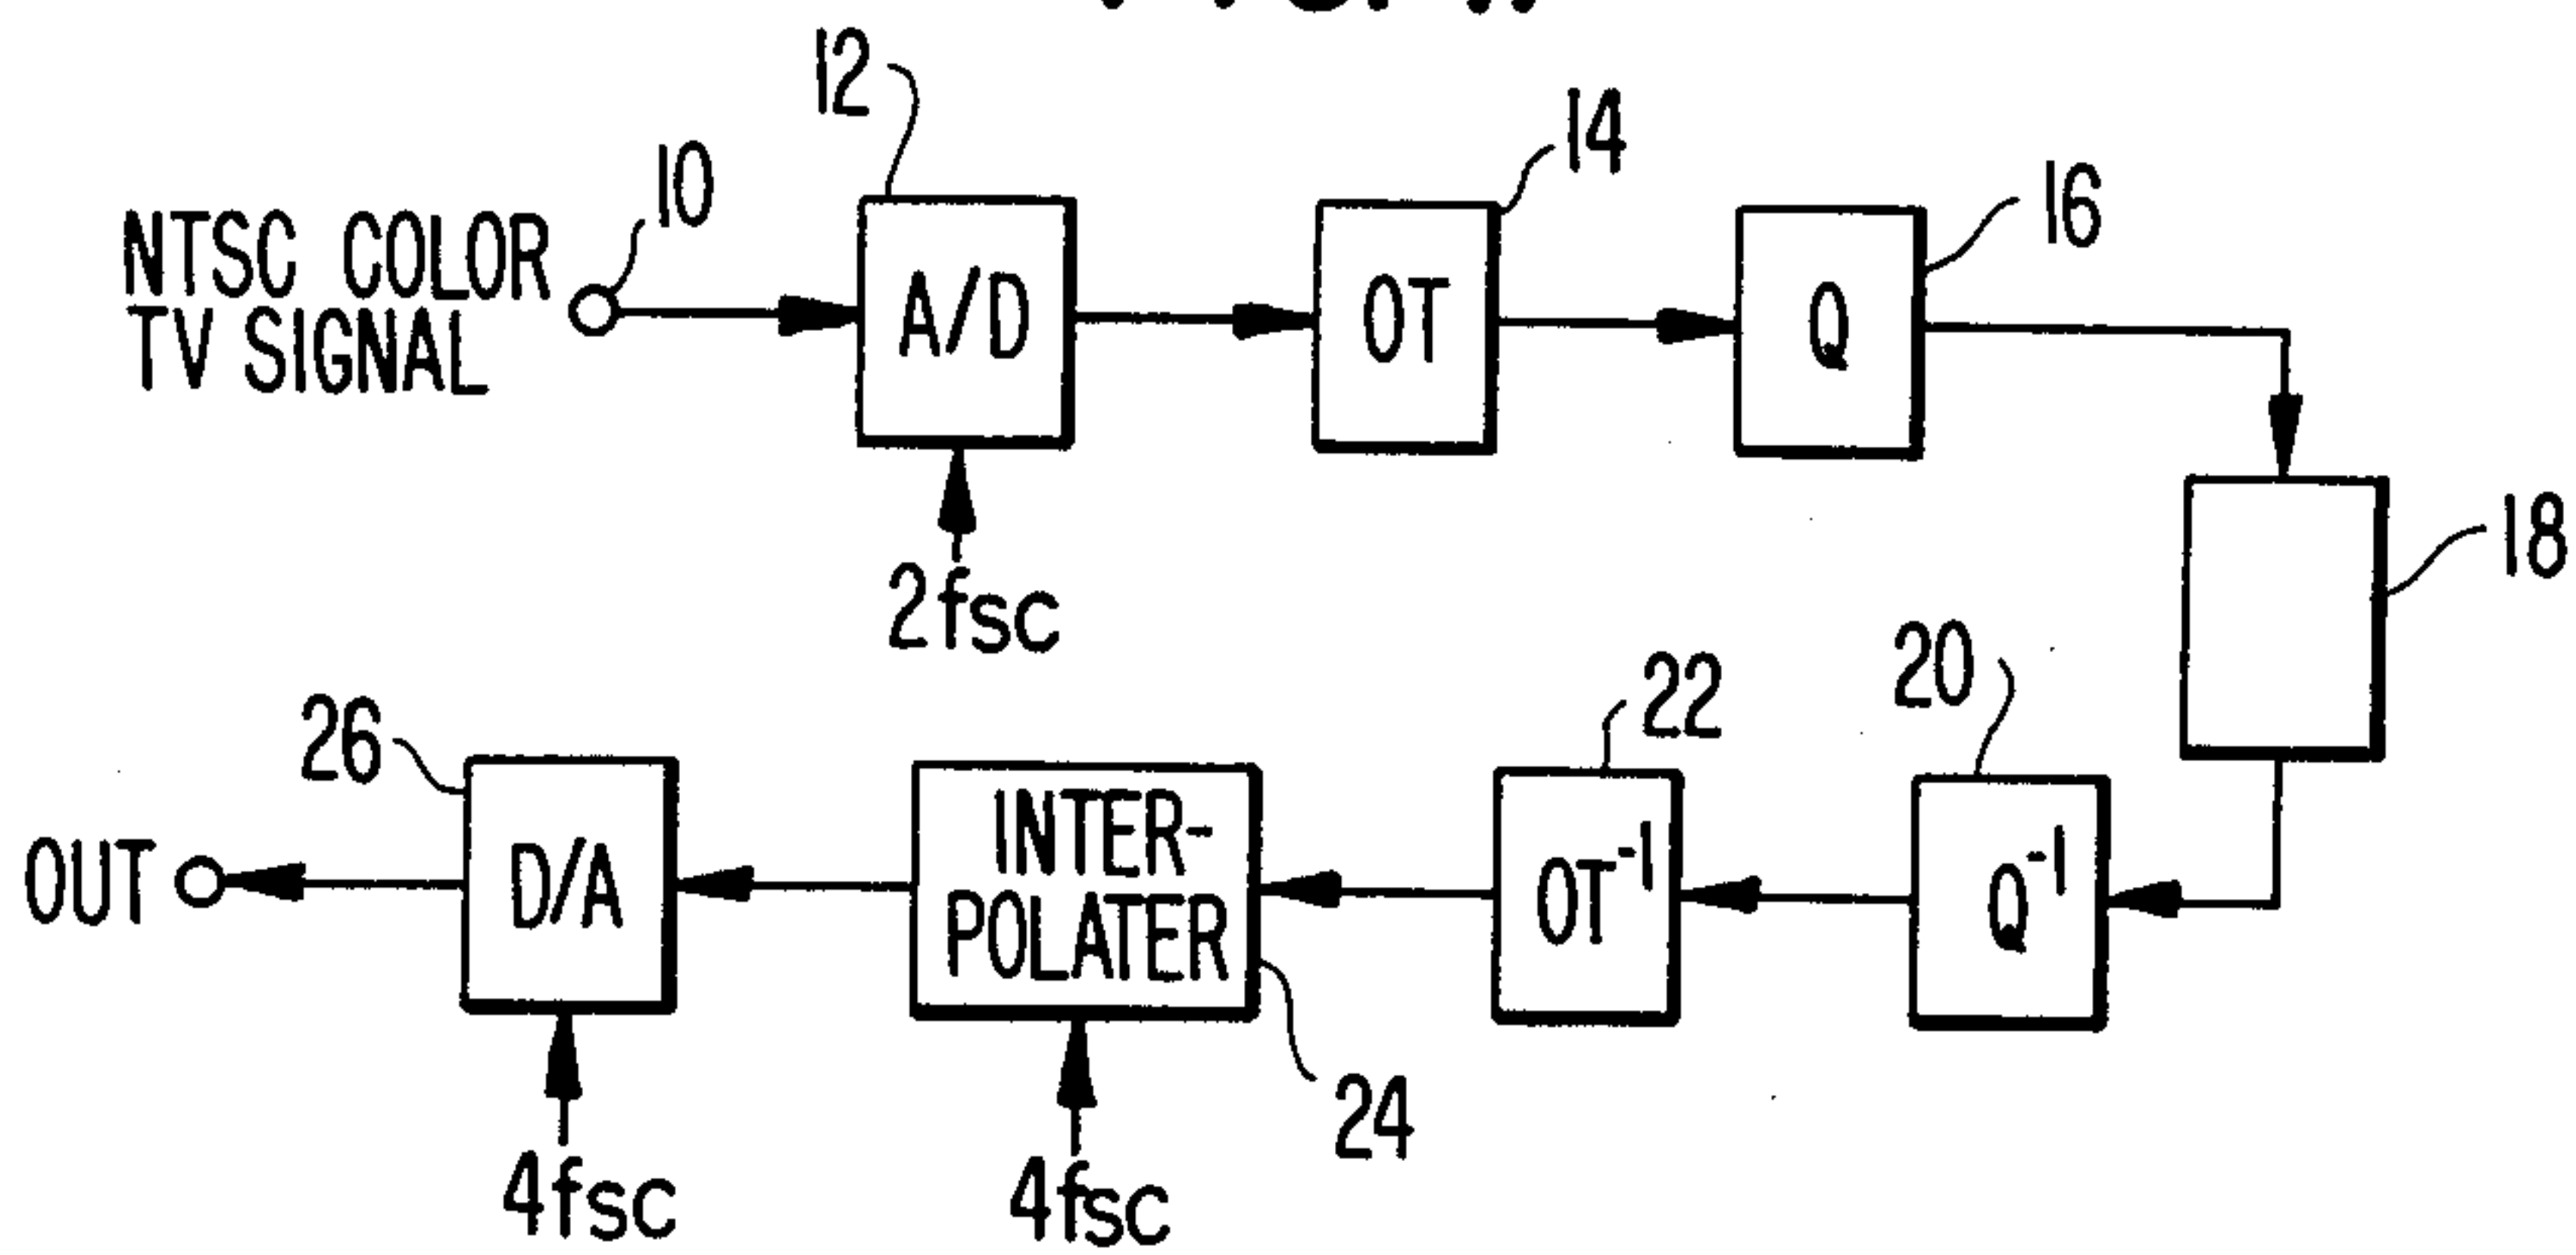 12
10
14
16
NTSC COLOR
TV SIGNAL
A/D
OT
Q
18
2fsc
20
22
26
OUT
D/A
INTER-
POLATER
OT⁻¹
Q⁻¹
24
4fsc
4fsc